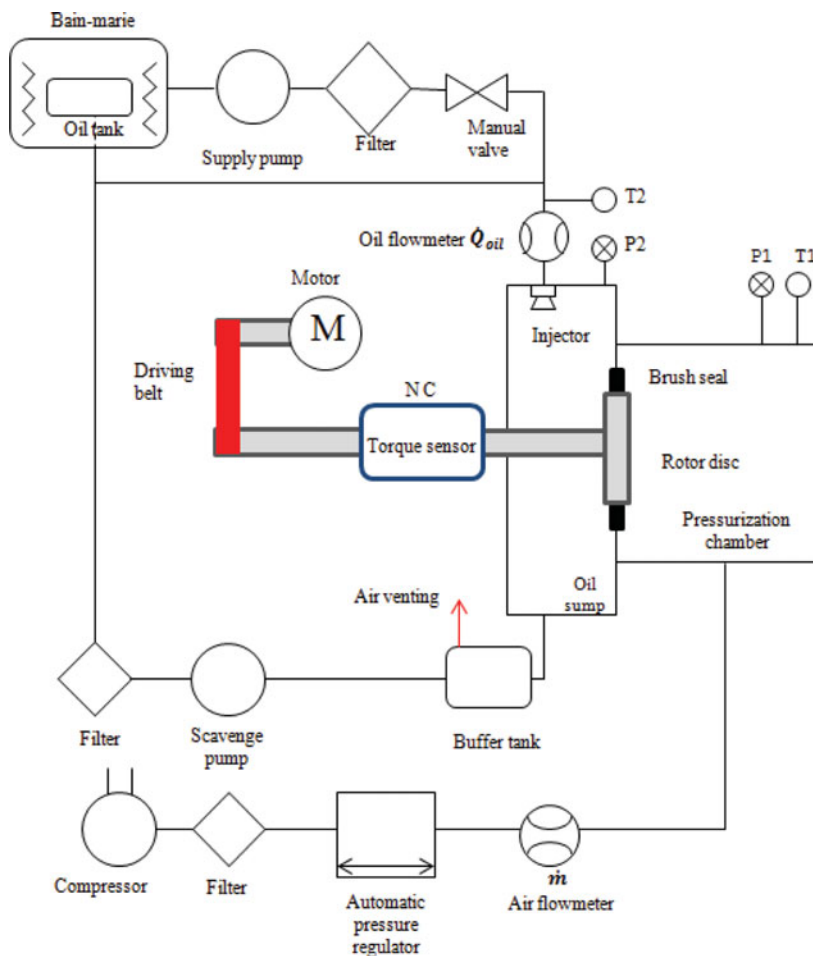 Bain-marie
Oil tank
Supply pump
Filter
Manual
valve
T2
Oil flowmeter Q̇oil
P2
P1
T1
Motor
M
Injector
Driving
belt
Brush seal
NC
Torque sensor
Rotor disc
Pressurization
chamber
Oil
sump
Air venting
Filter
Scavenge
pump
Buffer tank
Compressor
Filter
Automatic
pressure
regulator
ṁ
Air flowmeter